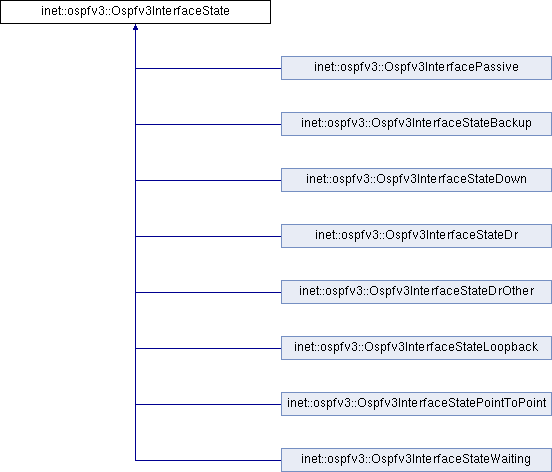 inet::ospfv3::Ospfv3InterfaceState
inet::ospfv3::Ospfv3InterfacePassive
inet::ospfv3::Ospfv3InterfaceStateBackup
inet::ospfv3::Ospfv3InterfaceStateDown
inet::ospfv3::Ospfv3InterfaceStateDr
inet::ospfv3::Ospfv3InterfaceStateDrOther
inet::ospfv3::Ospfv3InterfaceStateLoopback
inet::ospfv3::Ospfv3InterfaceStatePointToPoint
inet::ospfv3::Ospfv3InterfaceStateWaiting